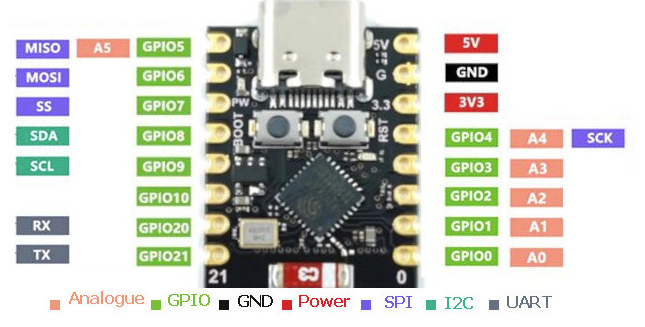 MISO A5 GPIO5 5V 5V
MOSI GPIO6 G GND
SS GPIO7 PW 3.3 3V3
SDA GPIO8 BOOT RST GPIO4 A4 SCK
SCL GPIO9 GPIO3 A3
GPIO10 GPIO2 A2
RX GPIO20 GPIO1 A1
TX GPIO21 GPIO0 A0
21 C3 0
Analogue GPIO GND Power SPI I2C UART